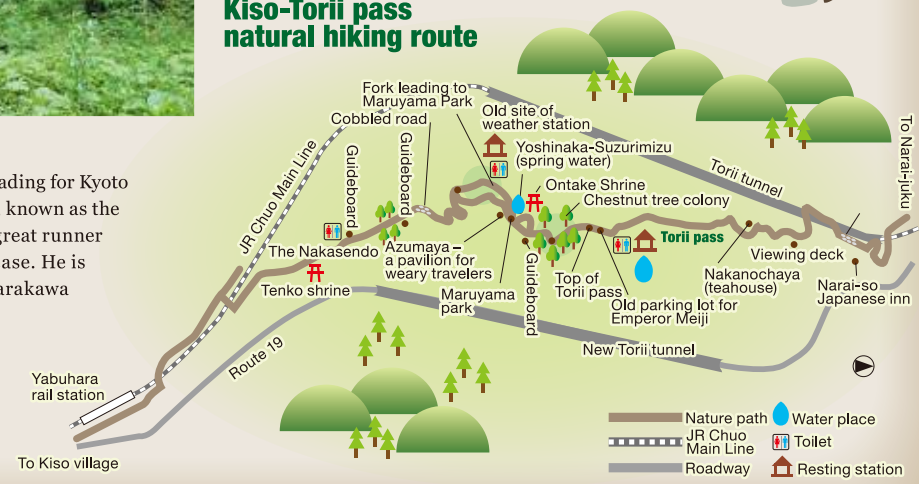 Kiso-Torii pass
natural hiking route
ading for Kyoto
known as the
great runner
ase. He is
arakawa
Fork leading to
Maruyama Park
Cobbled road
Old site of
weather station
Yoshinaka-Suzurimizu
(spring water)
Ontake Shrine
Chestnut tree colony
Torii tunnel
To Narai-juku
JR Chuo Main Line
Guideboard
Guideboard
The Nakasendo
Tenko shrine
Azumaya –
a pavilion for
weary travelers
Maruyama
park
Guideboard
Top of
Torii pass
Torii pass
Old parking lot for
Emperor Meiji
Nakanochaya
(teahouse)
Viewing deck
Narai-so
Japanese inn
New Torii tunnel
Route 19
Yabuhara
rail station
To Kiso village
Nature path
JR Chuo
Main Line
Roadway
Water place
Toilet
Resting station